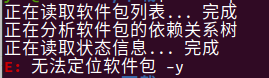 正在读取软件包列表... 完成
正在分析软件包的依赖关系树
正在读取状态信息... 完成
E: 无法定位软件包 -y